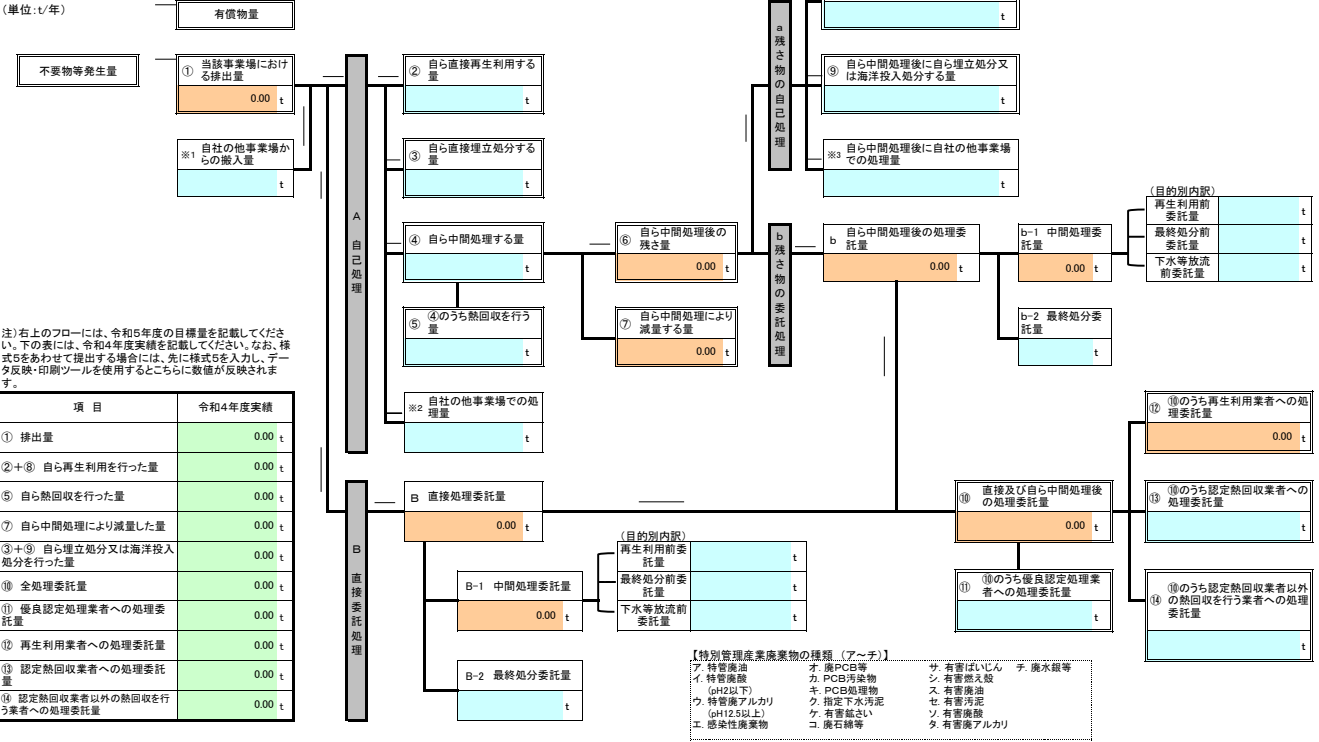 （単位:t/年）
有償物量
t
不要物等発生量
① 当該事業場におけ
る排出量
0.00 t
※1 自社の他事業場か
らの搬入量
t
A
自己処理
② 自ら直接再生利用する
量
t
③ 自ら直接埋立処分する
量
t
④ 自ら中間処理する量
t
⑤ ④のうち熱回収を行う
量
t
※2 自社の他事業場での処
理量
t
⑥ 自ら中間処理後の
残さ量
0.00 t
⑦ 自ら中間処理により
減量する量
0.00 t
a
残さ物の自己処理
⑨ 自ら中間処理後に自ら埋立処分又
は海洋投入処分する量
t
※3 自ら中間処理後に自社の他事業場
での処理量
t
b
残さ物の委託処理
b 自ら中間処理後の処理委
託量
0.00 t
b-1 中間処理委
託量
0.00 t
（目的別内訳）
再生利用前
委託量
t
最終処分前
委託量
t
下水等放流
前委託量
t
b-2 最終処分委
託量
t
注）右上のフローには、令和5年度の目標量を記載してくださ
い。下の表には、令和4年度実績を記載してください。なお、様
式5をあわせて提出する場合には、先に様式5を入力し、デー
タ反映・印刷ツールを使用するとこちらに数値が反映されま
す。
項 目 令和4年度実績
① 排出量 0.00 t
②＋⑧ 自ら再生利用を行った量 0.00 t
⑤ 自ら熱回収を行った量 0.00 t
⑦ 自ら中間処理により減量した量 0.00 t
③＋⑨ 自ら埋立処分又は海洋投入
処分を行った量 0.00 t
⑩ 全処理委託量 0.00 t
⑪ 優良認定処理業者への処理委
託量 0.00 t
⑫ 再生利用業者への処理委託量 0.00 t
⑬ 認定熱回収業者への処理委託
量 0.00 t
⑭ 認定熱回収業者以外の熱回収を行
う業者への処理委託量 0.00 t
B
直接委託処理
B 直接処理委託量
0.00 t
B-1 中間処理委託量
0.00 t
（目的別内訳）
再生利用前委
託量
t
最終処分前委
託量
t
下水等放流前
委託量
t
B-2 最終処分委託量
t
⑩ 直接及び自ら中間処理後
の処理委託量
0.00 t
⑪ ⑩のうち優良認定処理業
者への処理委託量
t
⑫ ⑩のうち再生利用業者への処
理委託量
0.00 t
⑬ ⑩のうち認定熱回収業者への
処理委託量
t
⑭ ⑩のうち認定熱回収業者以外
の熱回収を行う業者への処理
委託量
t
【特別管理産業廃棄物の種類 （ア～チ）】
ア. 特管廃油 オ. 廃PCB等 サ. 有害ばいじん チ. 廃水銀等
イ. 特管廃酸 カ. PCB汚染物 シ. 有害燃え殻
（pH2以下） キ. PCB処理物 ス. 有害廃油
ウ. 特管廃アルカリ ク. 指定下水汚泥 セ. 有害汚泥
（pH12.5以上） ケ. 有害鉱さい ソ. 有害廃酸
エ. 感染性廃棄物 コ. 廃石綿等 タ. 有害廃アルカリ